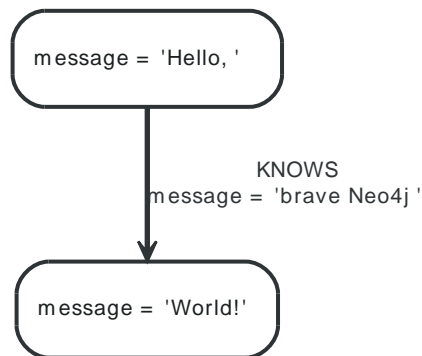 message = 'Hello, '
KNOWS
message = 'brave Neo4j '
message = 'World!'